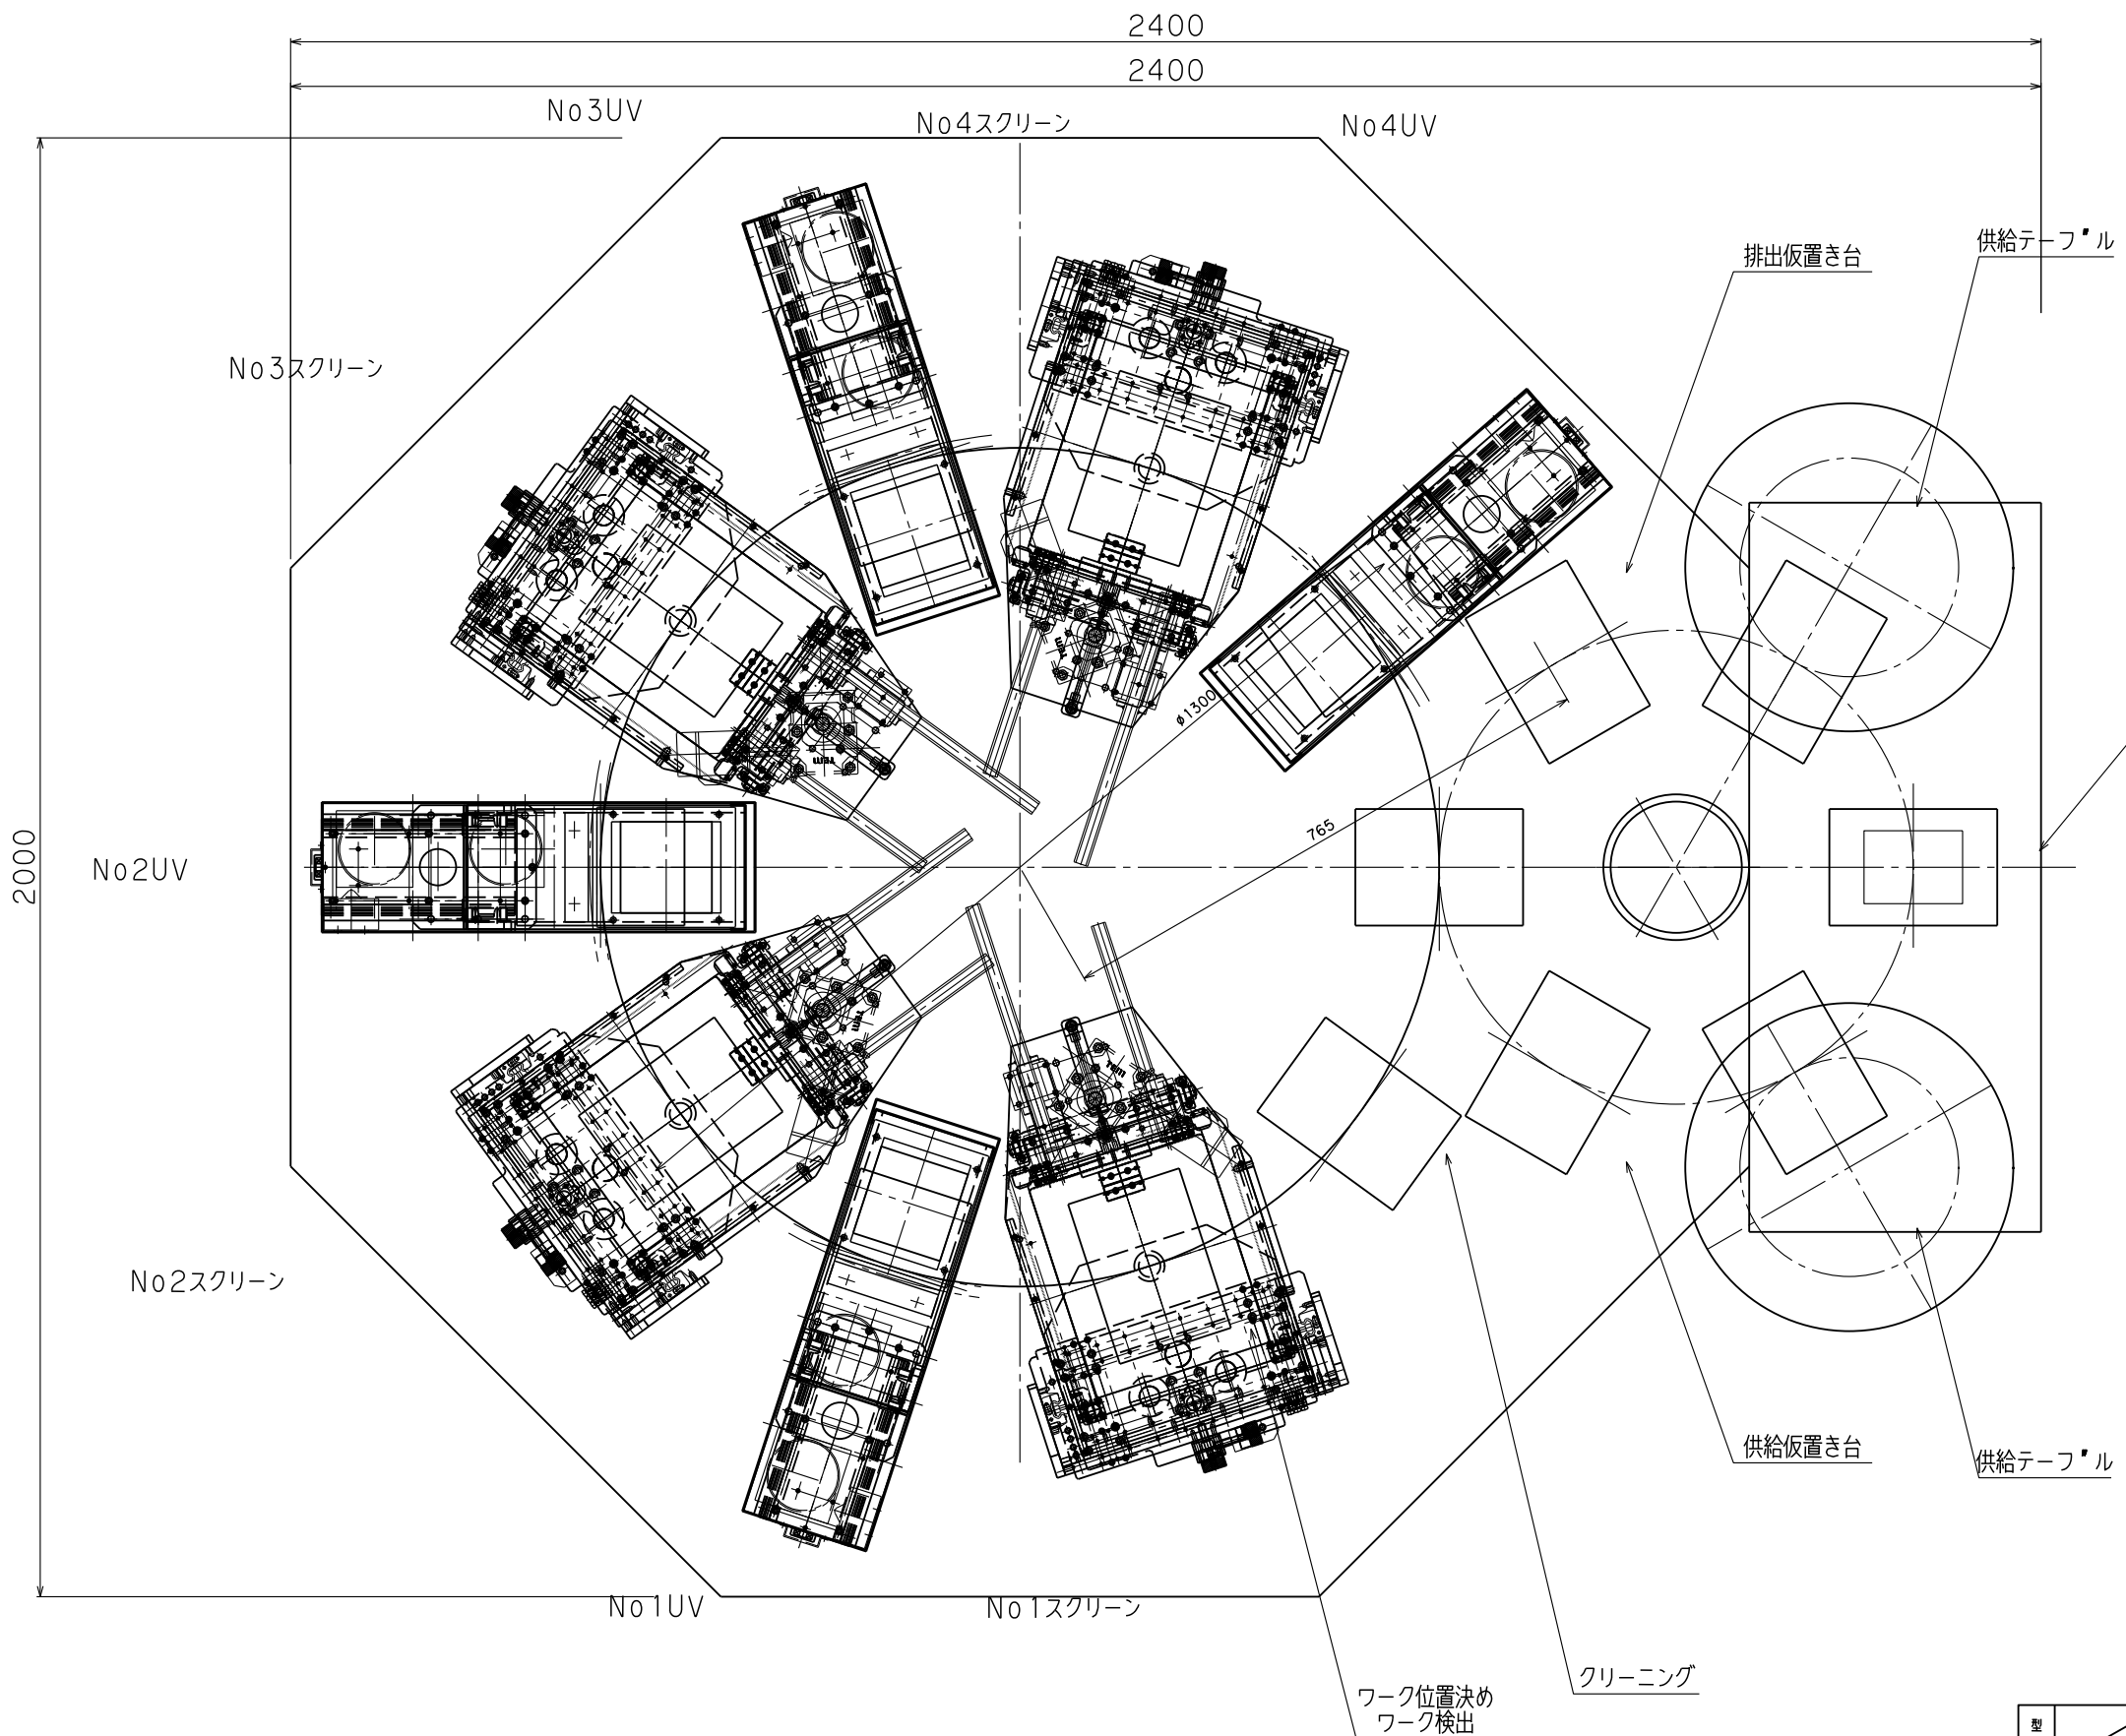 2400
2400
No3UV
No4スクリーン
No4UV
供給テーブル
排出仮置き台
No3スクリーン
φ1300
765
2000
No2UV
No2スクリーン
供給仮置き台
供給テーブル
No1UV
No1スクリーン
クリーニング
ワーク位置決め
ワーク検出
型